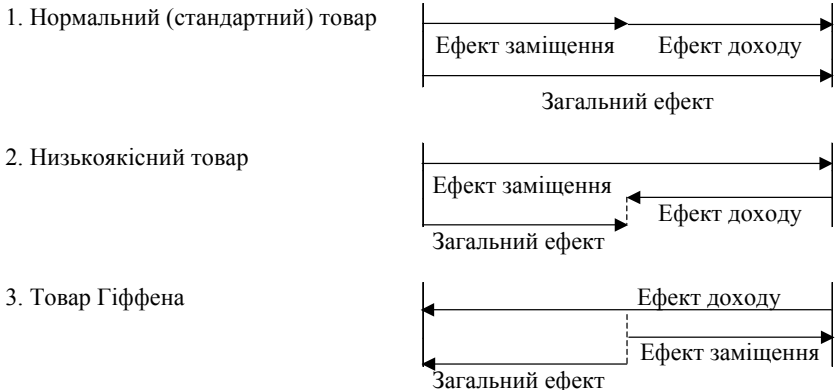 1. Нормальний (стандартний) товар
Ефект заміщення
Ефект доходу
Загальний ефект
2. Низькоякісний товар
Ефект заміщення
Ефект доходу
Загальний ефект
3. Товар Гіффена
Ефект доходу
Ефект заміщення
Загальний ефект